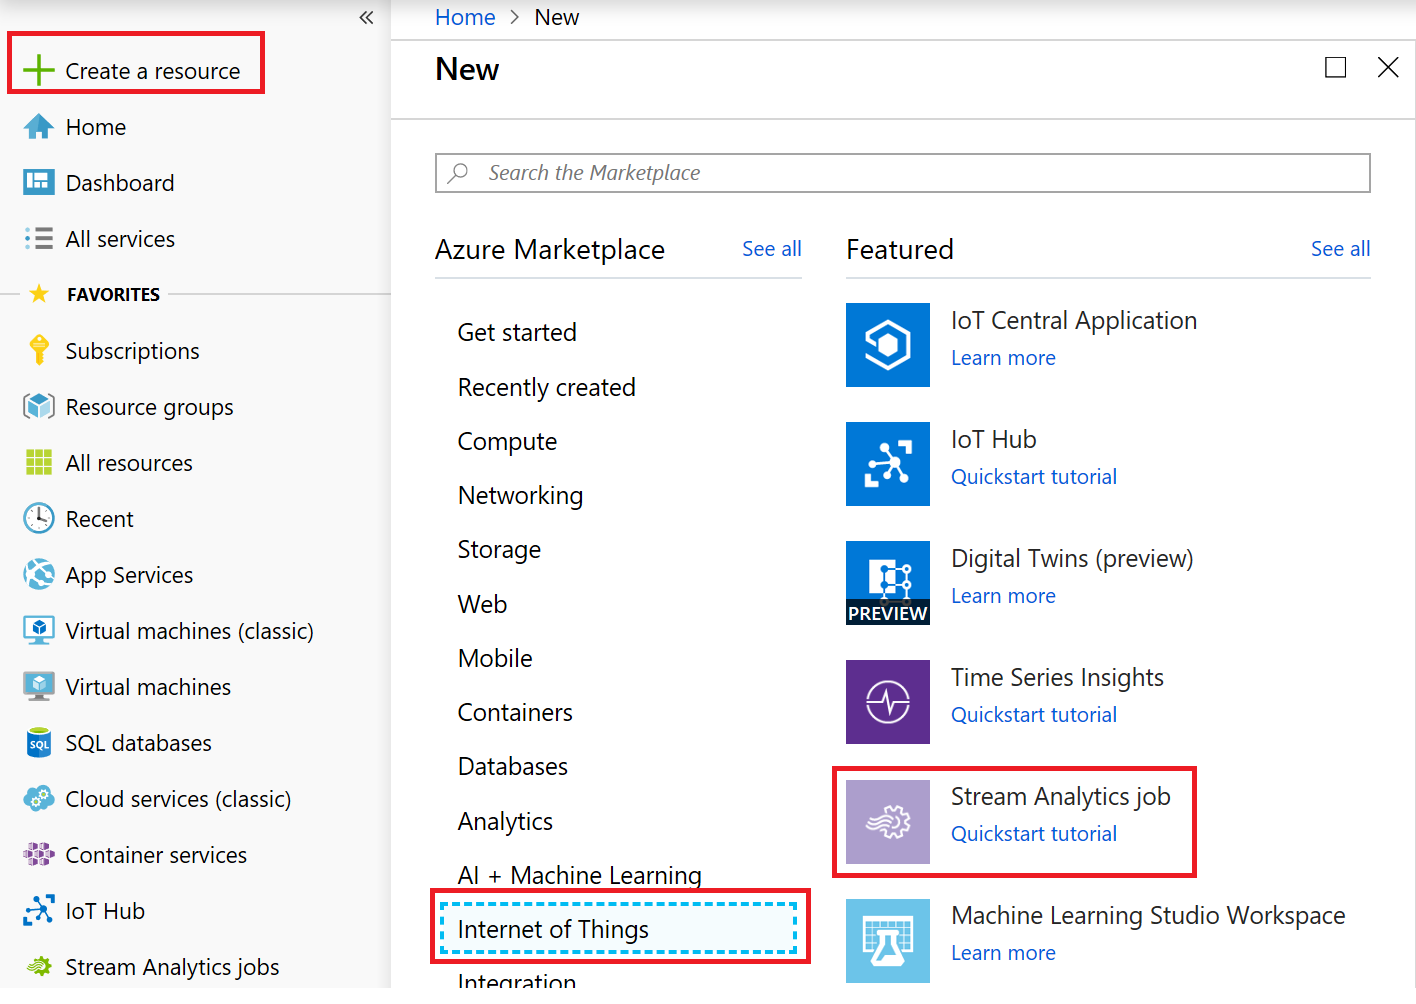 «
Create a resource
Home
Dashboard
All services
FAVORITES
Subscriptions
Resource groups
All resources
Recent
App Services
Virtual machines (classic)
Virtual machines
SQL
SQL databases
Cloud services (classic)
Container services
IoT Hub
Stream Analytics jobs
Home > New
New
Search the Marketplace
Azure Marketplace See all
Get started
Recently created
Compute
Networking
Storage
Web
Mobile
Containers
Databases
Analytics
AI + Machine Learning
Internet of Things
Integration
Featured See all
IoT Central Application
Learn more
IoT Hub
Quickstart tutorial
Digital Twins (preview)
Learn more
PREVIEW
Time Series Insights
Quickstart tutorial
Stream Analytics job
Quickstart tutorial
Machine Learning Studio Workspace
Learn more